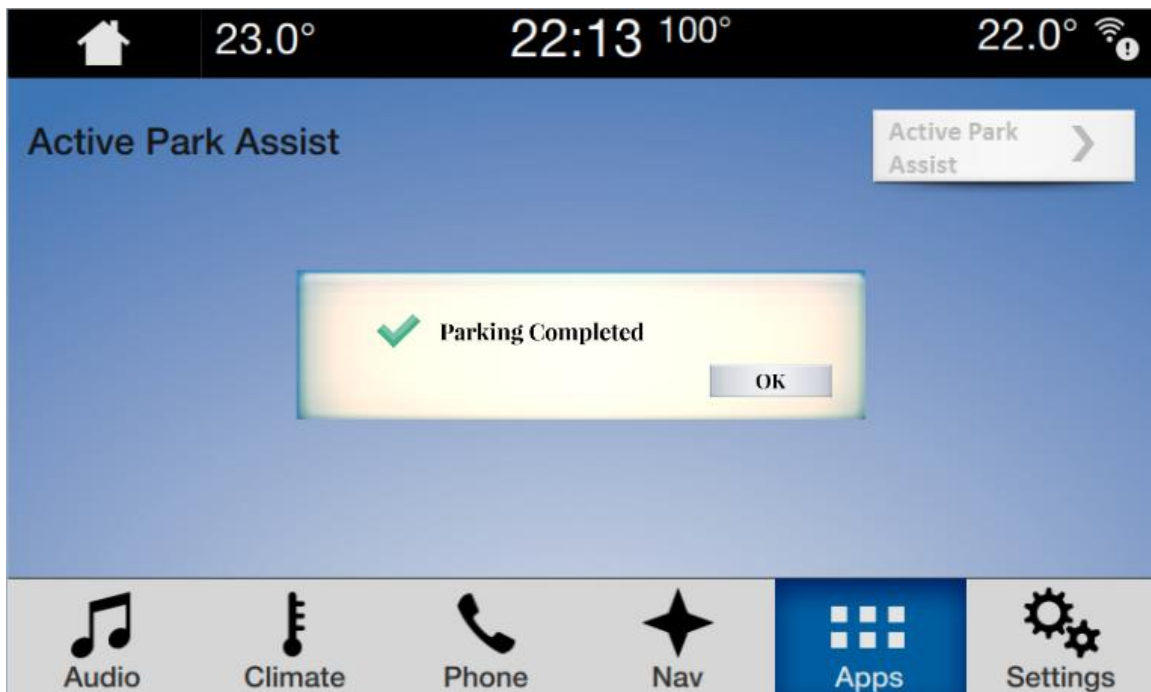 23.0° 22:13 100° 22.0°
Active Park Assist
Active Park
Assist
Parking Completed
OK
Audio Climate Phone Nav Apps Settings